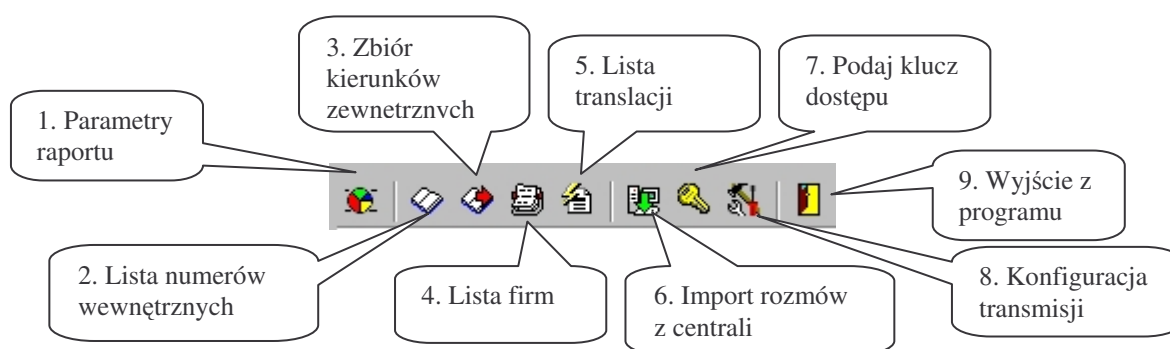 1. Parametry
raportu
2. Lista numerów
wewnętrznych
3. Zbiór
kierunków
zewnetrznych
4. Lista firm
5. Lista
translacji
6. Import rozmów
z centrali
7. Podaj klucz
dostępu
8. Konfiguracja
transmisji
9. Wyjście z
programu